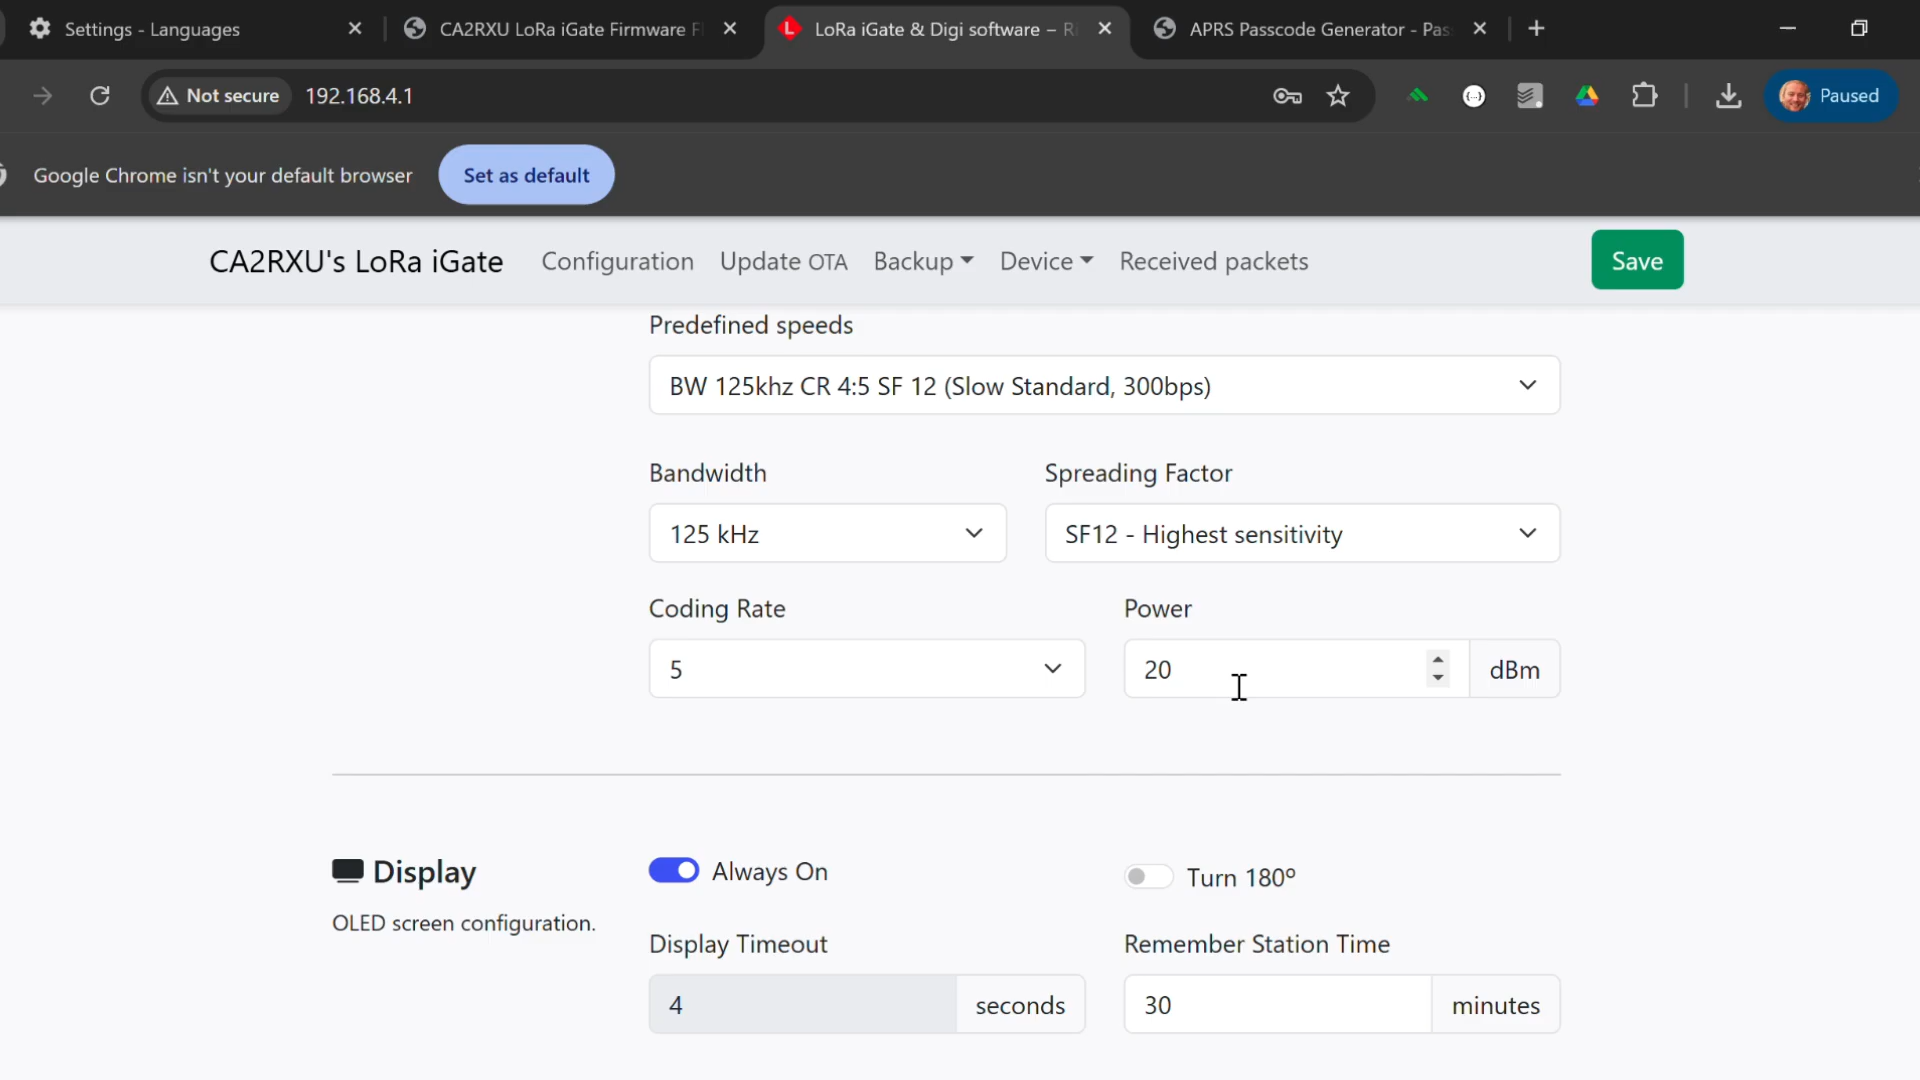 Settings - Languages
CA2RXU LoRa iGate Firmware F
LoRa iGate & Digi software – R
APRS Passcode Generator - Pas
Not secure
192.168.4.1
Paused
Google Chrome isn't your default browser
Set as default
CA2RXU's LoRa iGate
Configuration
Update OTA
Backup
Device
Received packets
Save
Predefined speeds
BW 125khz CR 4:5 SF 12 (Slow Standard, 300bps)
Bandwidth
Spreading Factor
125 kHz
SF12 - Highest sensitivity
Coding Rate
Power
5
20
dBm
Display
Always On
Turn 180º
OLED screen configuration.
Display Timeout
Remember Station Time
4
seconds
30
minutes